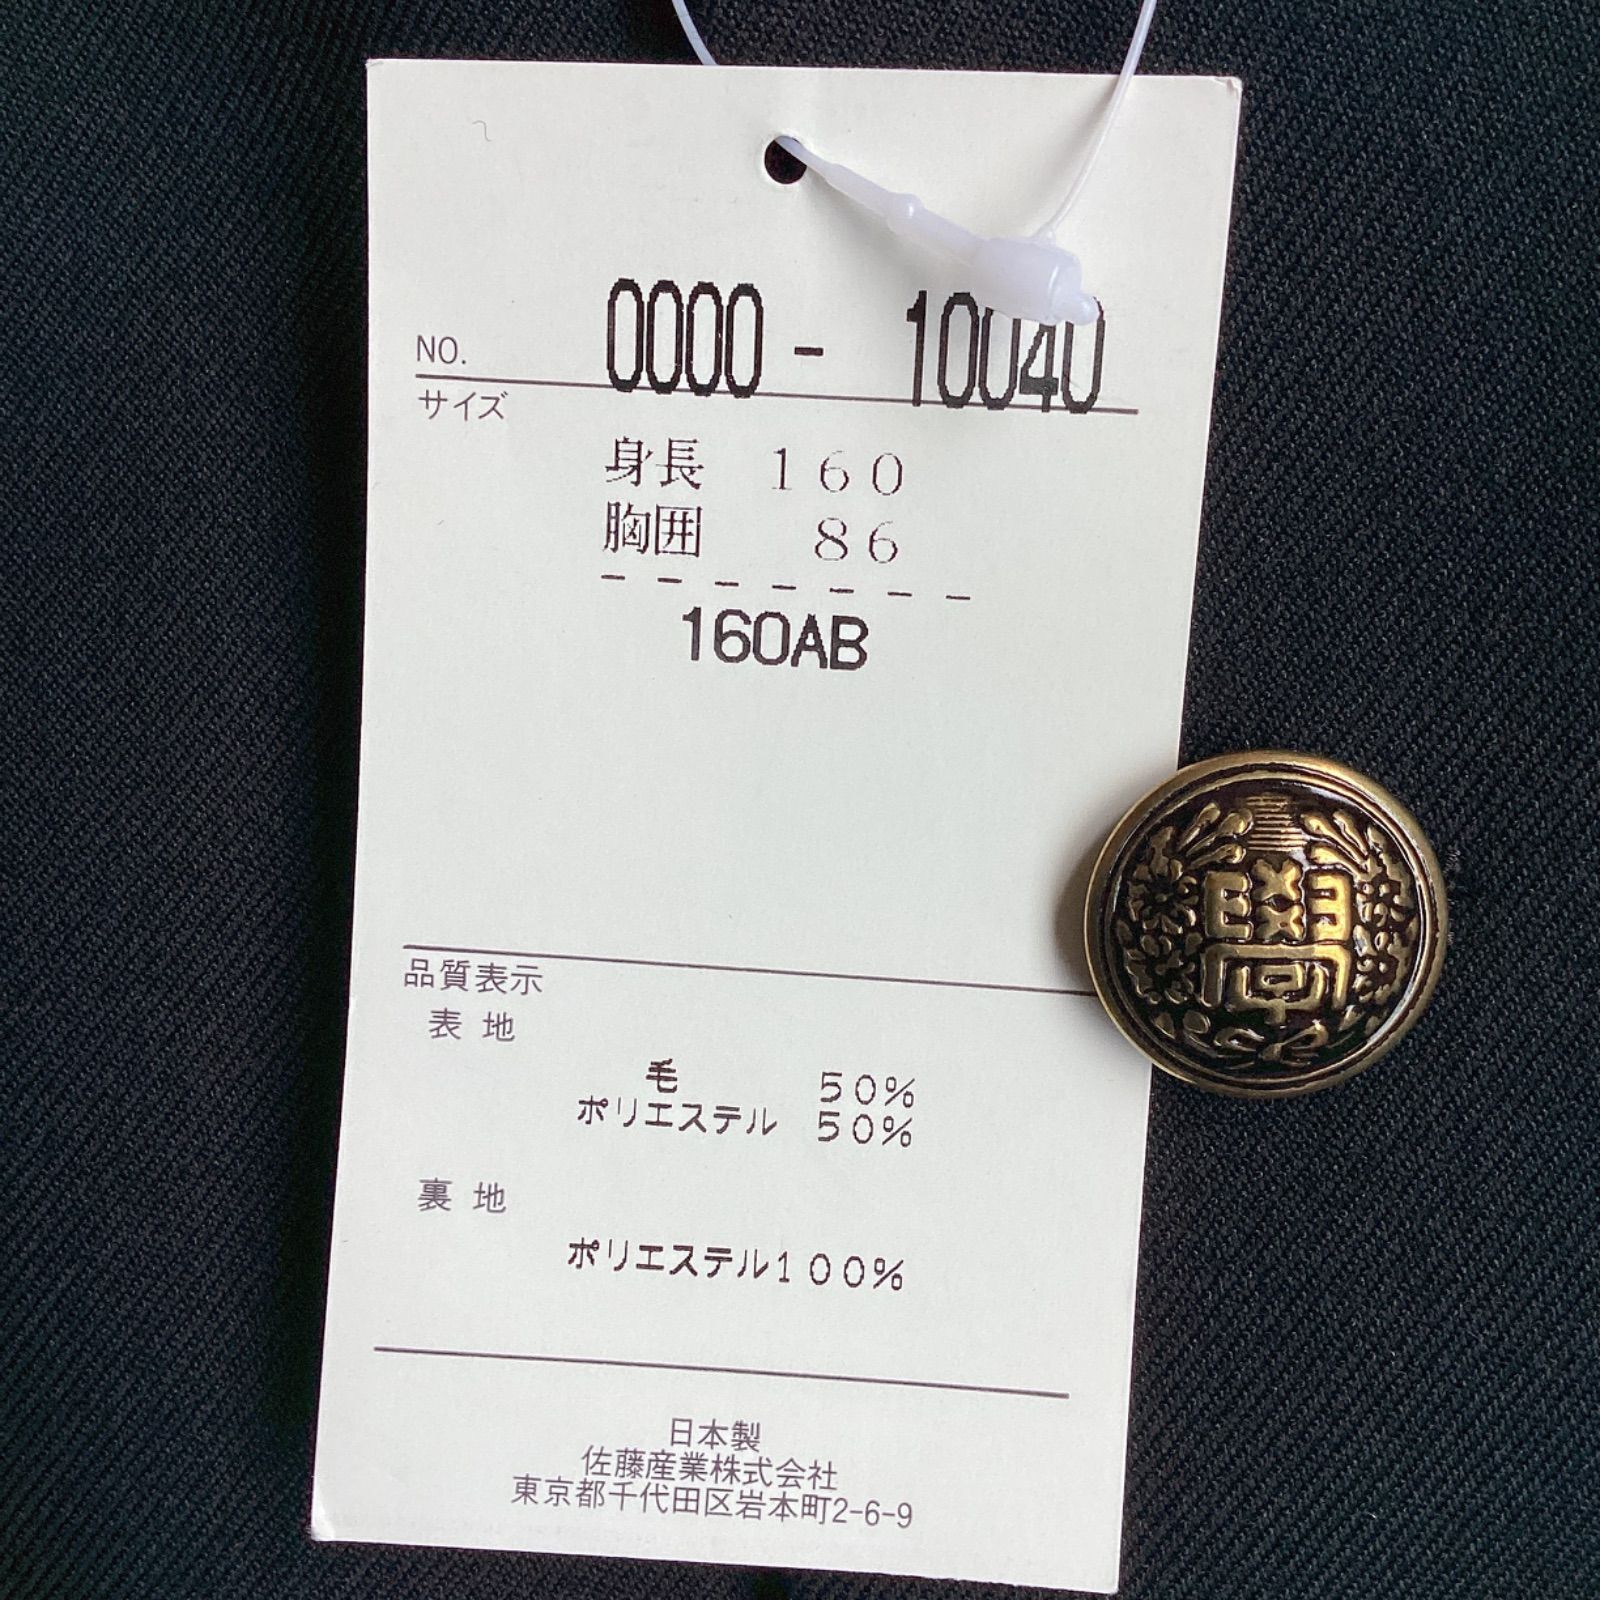 NO. 0000 - 10040
サイズ
身長 160
胸囲 86
160AB
品質表示
表 地
毛 50%
ポリエステル 50%
裏 地
ポリエステル100%
日本製
佐藤産業株式会社
東京都千代田区岩本町2-6-9